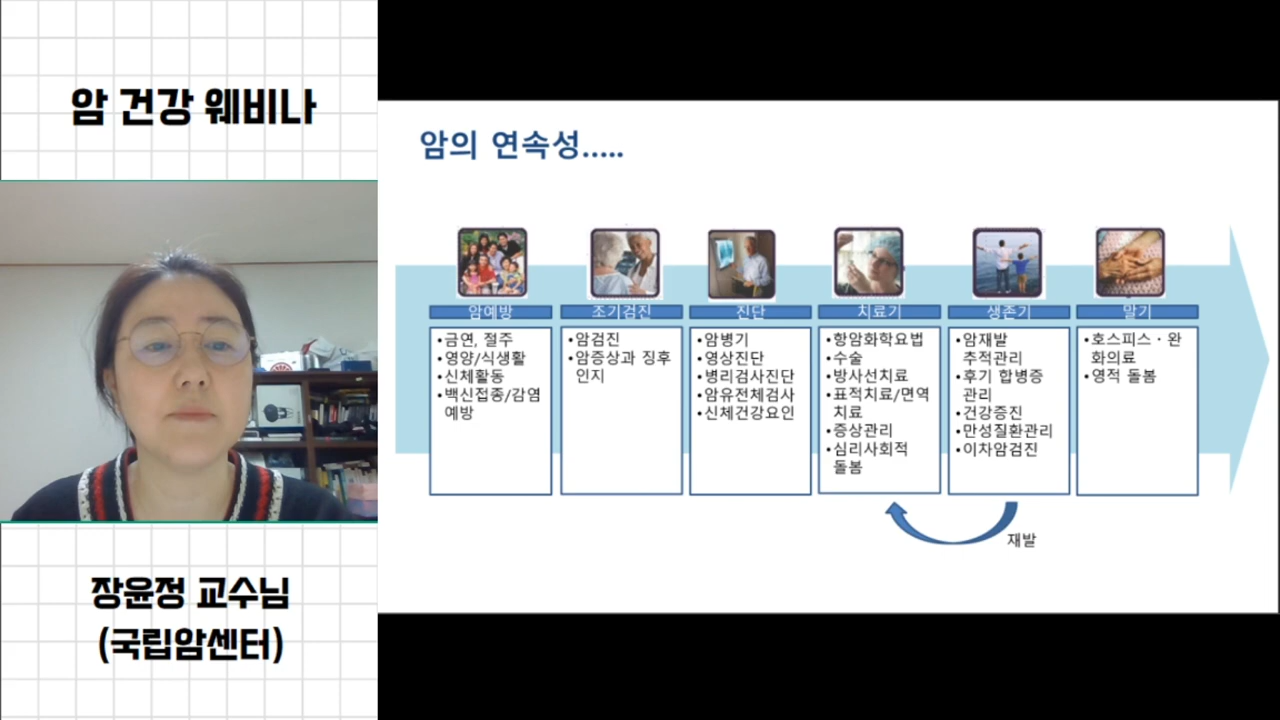 암 건강 웨비나
장윤정 교수님
(국립암센터)
암의 연속성.....
암예방
•금연, 절주
•영양/식생활
•신체활동
•백신접종/감염
예방
조기검진
•암검진
•암증상과 징후
인지
진단
•암병기
•영상진단
•병리검사진단
•암유전체검사
•신체건강요인
치료기
•항암화학요법
•수술
•방사선치료
•표적치료/면역
치료
•증상관리
•심리사회적
돌봄
생존기
•암재발
추적관리
•후기 합병증
관리
•건강증진
•만성질환관리
•이차암검진
말기
•호스피스 · 완
화의료
•영적 돌봄
재발